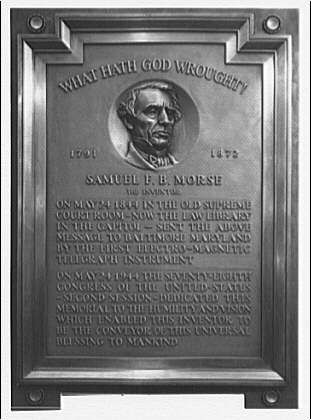 WHAT HATH GOD WROUGHT!
1791 1872
SAMUEL F. B. MORSE
THE INVENTOR
ON MAY 24 1844 IN THE OLD SUPREME
COURT ROOM – NOW THE LAW LIBRARY
IN THE CAPITOL – SENT THE ABOVE
MESSAGE TO BALTIMORE MARYLAND
BY THE FIRST ELECTRO-MAGNETIC
TELEGRAPH INSTRUMENT
ON MAY 24 1944 THE SEVENTY-EIGHTH
CONGRESS OF THE UNITED STATES
– SECOND SESSION – DEDICATED THIS
MEMORIAL TO THE HUMILITY AND VISION
WHICH ENABLED THIS INVENTOR TO
BE THE CONVEYOR OF THIS UNIVERSAL
BLESSING TO MANKIND